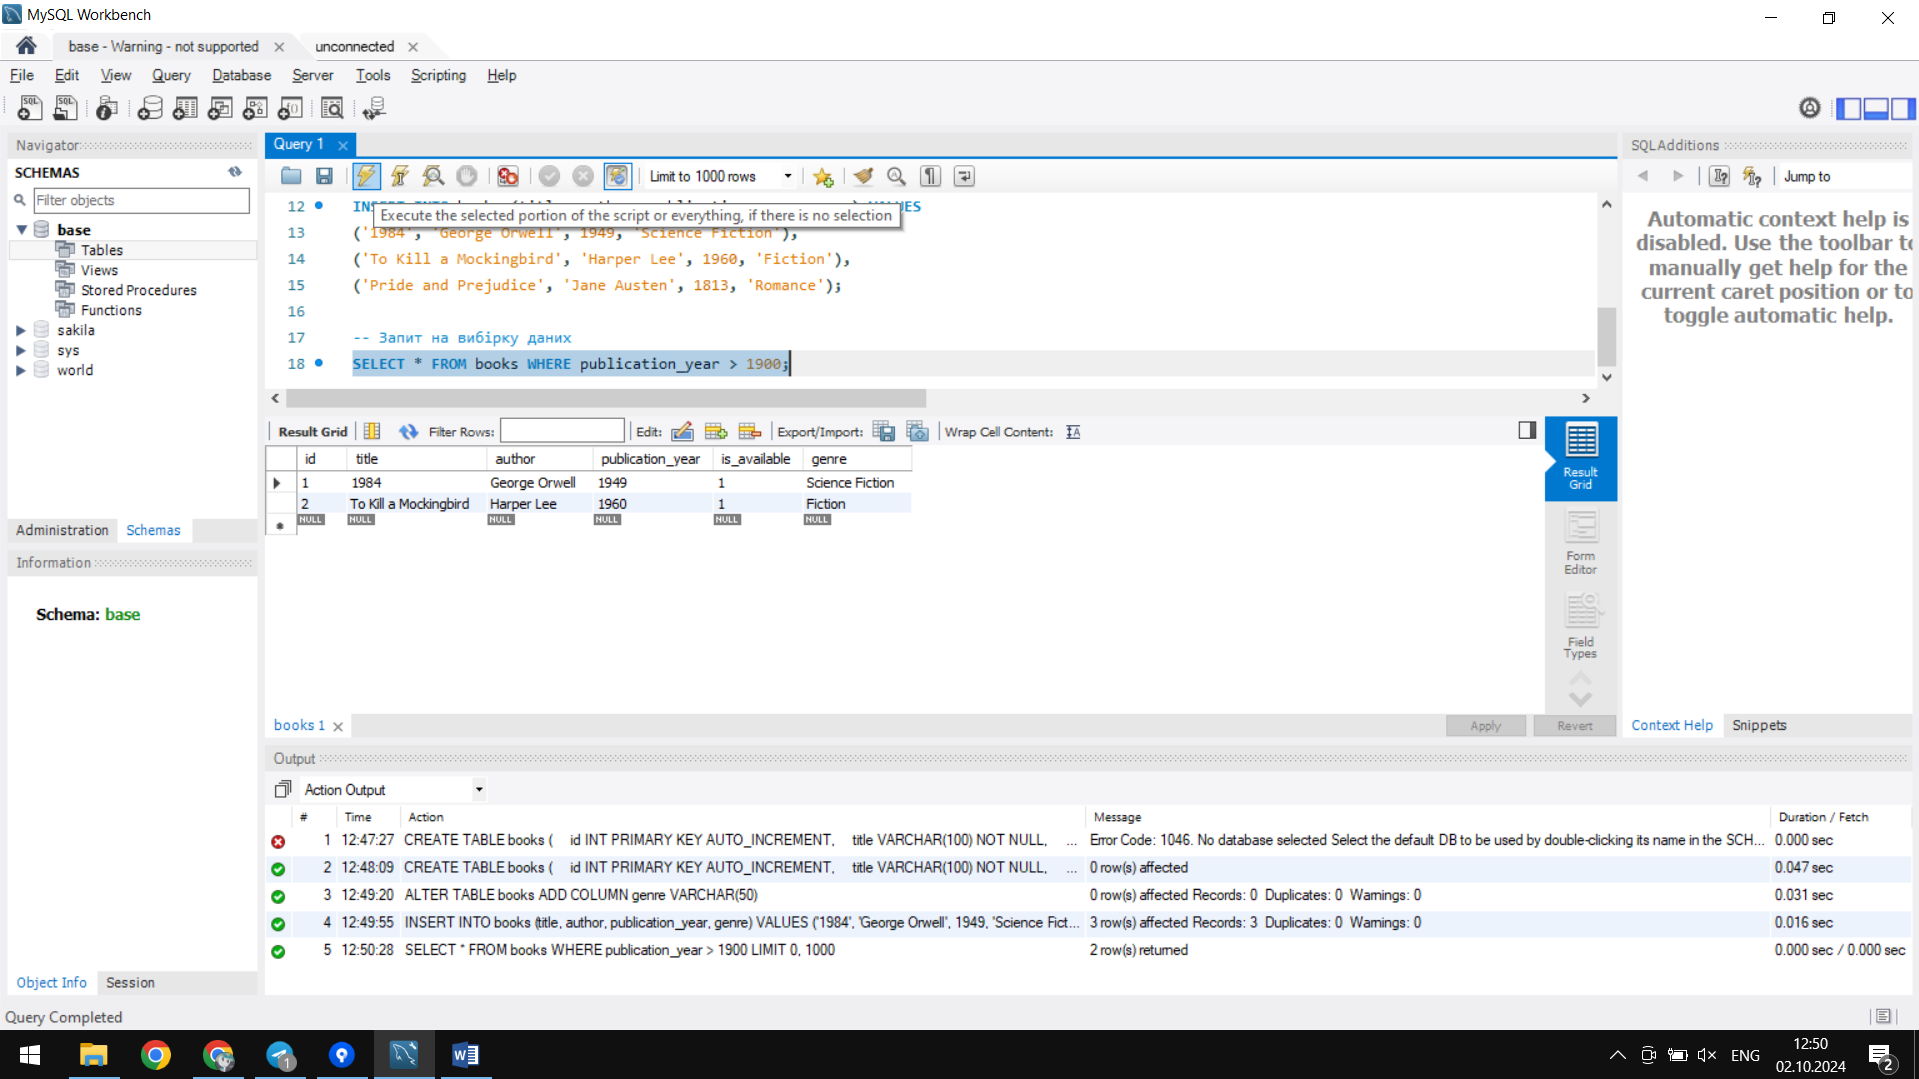 MySQL Workbench
base - Warning - not supported
unconnected
File Edit View Query Database Server Tools Scripting Help
Navigator
SCHEMAS
Filter objects
base
Tables
Views
Stored Procedures
Functions
sakila
sys
world
Administration Schemas
Information
Schema: base
Object Info Session
Query 1
Limit to 1000 rows
12 VALUES
Execute the selected portion of the script or everything, if there is no selection
13 ('1984', 'George Orwell', 1949, 'Science Fiction'),
14 ('To Kill a Mockingbird', 'Harper Lee', 1960, 'Fiction'),
15 ('Pride and Prejudice', 'Jane Austen', 1813, 'Romance');
16
17 -- Запит на вибірку даних
18 SELECT * FROM books WHERE publication_year > 1900;
Result Grid Filter Rows: Edit: Export/Import: Wrap Cell Content:
id title author publication_year is_available genre
1 1984 George Orwell 1949 1 Science Fiction
2 To Kill a Mockingbird Harper Lee 1960 1 Fiction
NULL NULL NULL NULL NULL NULL
Result
Grid
Form
Editor
Field
Types
books 1
Apply Revert
SQLAdditions
Jump to
Automatic context help is
disabled. Use the toolbar to
manually get help for the
current caret position or to
toggle automatic help.
Context Help Snippets
Output
Action Output
# Time Action Message Duration / Fetch
1 12:47:27 CREATE TABLE books ( id INT PRIMARY KEY AUTO_INCREMENT, title VARCHAR(100) NOT NULL, ... Error Code: 1046. No database selected Select the default DB to be used by double-clicking its name in the SCH... 0.000 sec
2 12:48:09 CREATE TABLE books ( id INT PRIMARY KEY AUTO_INCREMENT, title VARCHAR(100) NOT NULL, ... 0 row(s) affected 0.047 sec
3 12:49:20 ALTER TABLE books ADD COLUMN genre VARCHAR(50) 0 row(s) affected Records: 0 Duplicates: 0 Warnings: 0 0.031 sec
4 12:49:55 INSERT INTO books (title, author, publication_year, genre) VALUES ('1984', 'George Orwell', 1949, 'Science Fict... 3 row(s) affected Records: 3 Duplicates: 0 Warnings: 0 0.016 sec
5 12:50:28 SELECT * FROM books WHERE publication_year > 1900 LIMIT 0, 1000 2 row(s) returned 0.000 sec / 0.000 sec
Query Completed
ENG
12:50
02.10.2024
2
1